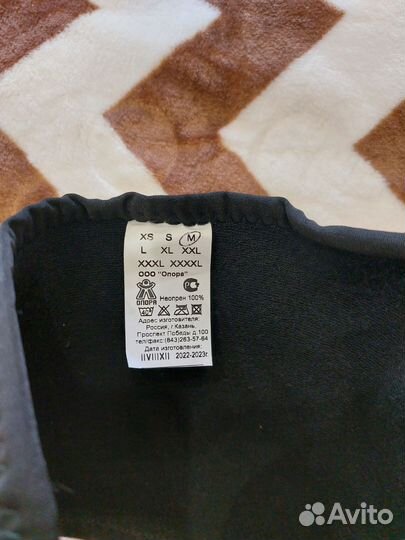 XS S M
L XL XXL
XXXL XXXXL
ООО "Опора"
ОПОРА
Неопрен 100%
Адрес изготовителя:
Россия, г.Казань,
Проспект Победы д.100
тел/факс:(843)283-57-64
Дата изготовления:
IIVIIIXII 2022-2023г.
Avito